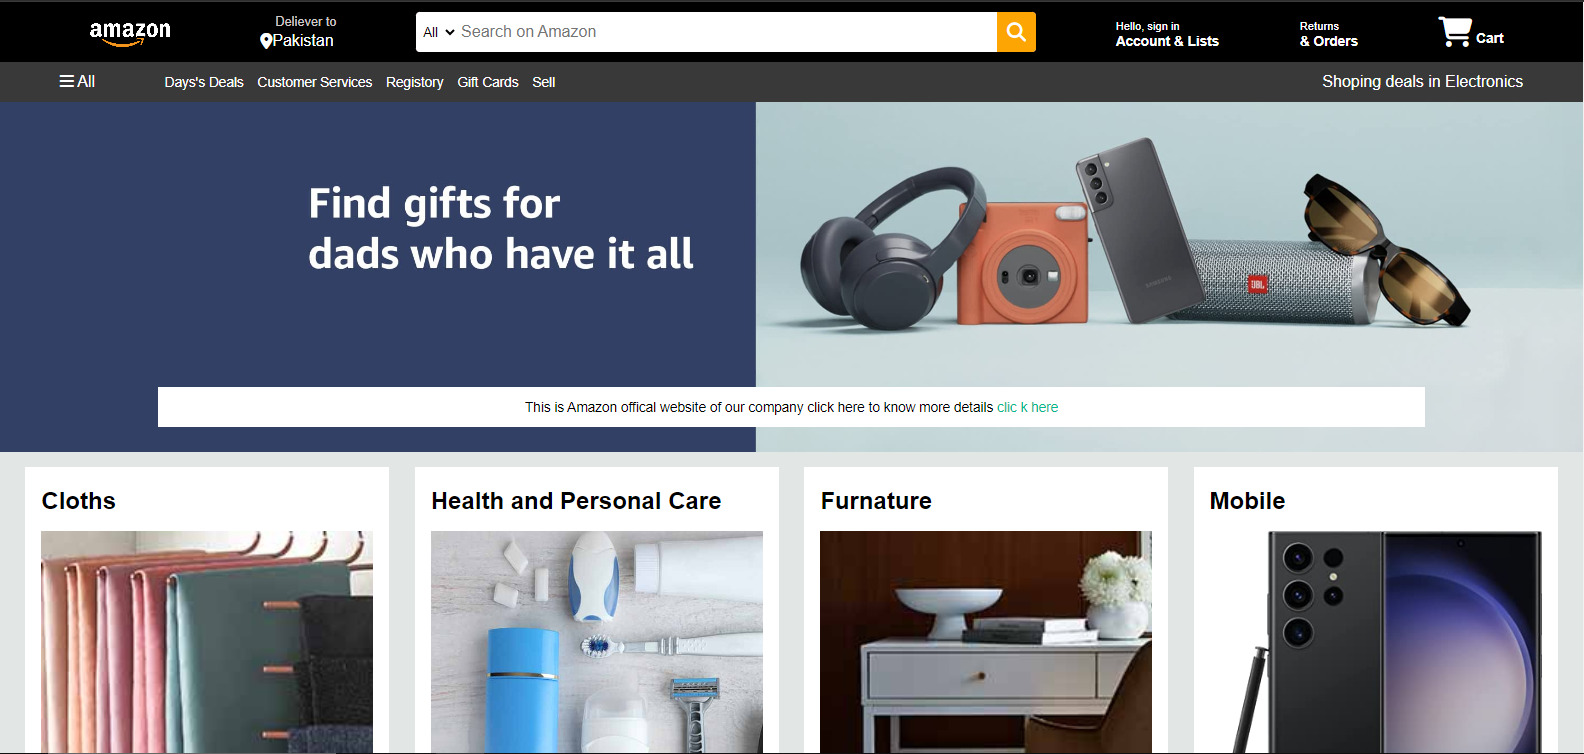 amazon
Deliever to
Pakistan
All
Search on Amazon
Hello, sign in
Account & Lists
Returns
& Orders
Cart
All
Days's Deals
Customer Services
Registory
Gift Cards
Sell
Shoping deals in Electronics
Find gifts for
dads who have it all
SAMSUNG
JBL
This is Amazon offical website of our company click here to know more details clic k here
Cloths
Health and Personal Care
Furnature
Mobile